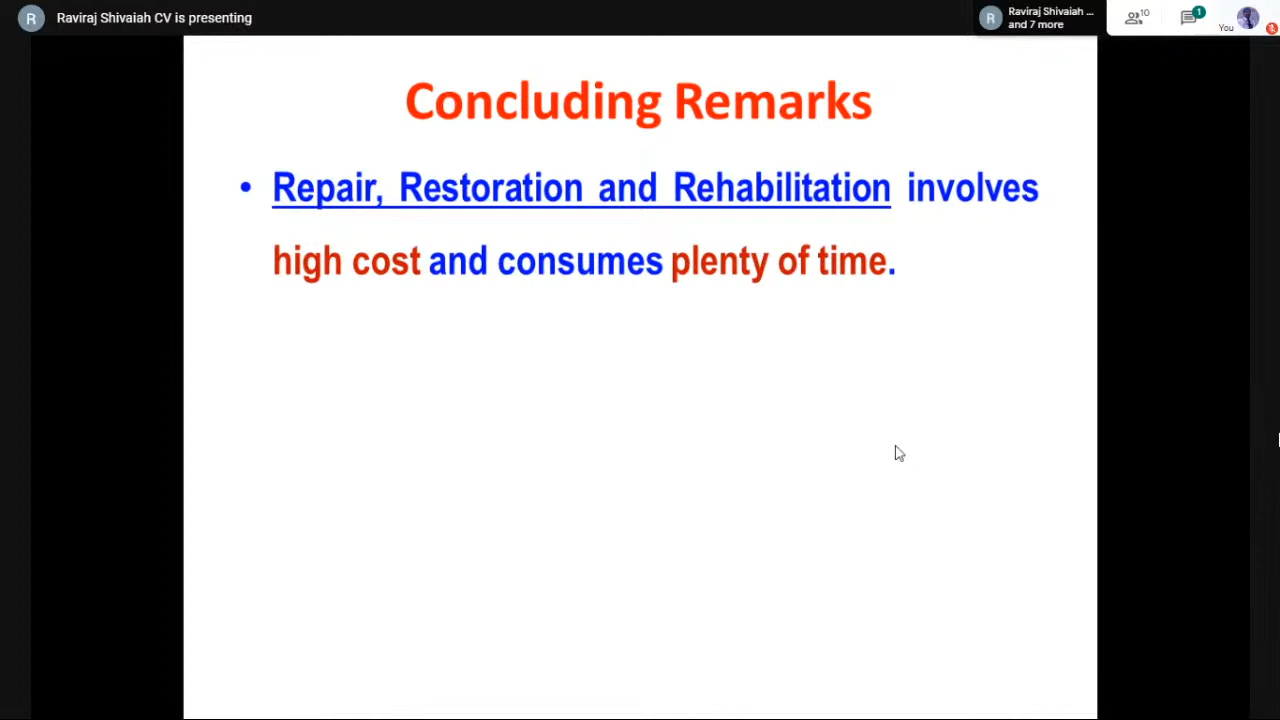 R Raviraj Shivaiah CV is presenting
R Raviraj Shivaiah ...
and 7 more
10
1
You
Concluding Remarks
• Repair, Restoration and Rehabilitation involves
high cost and consumes plenty of time.